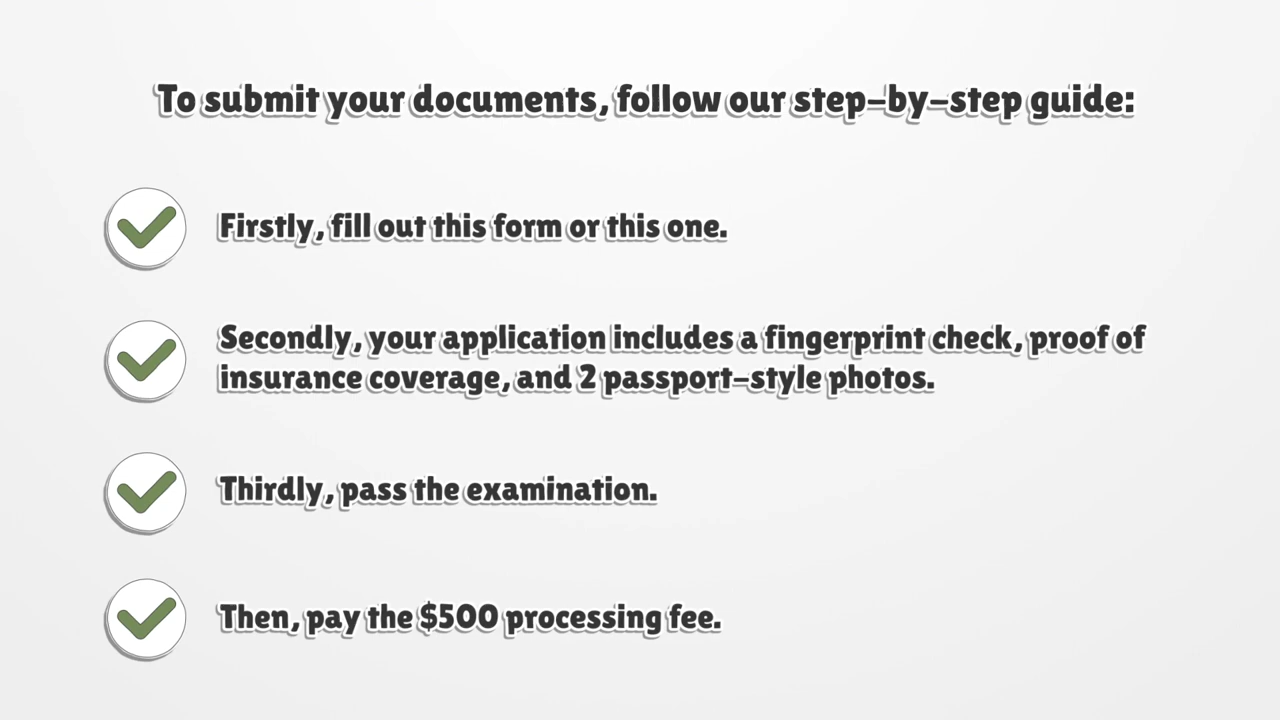 To submit your documents, follow our step-by-step guide:
Firstly, fill out this form or this one.
Secondly, your application includes a fingerprint check, proof of
insurance coverage, and 2 passport-style photos.
Thirdly, pass the examination.
Then, pay the $500 processing fee.